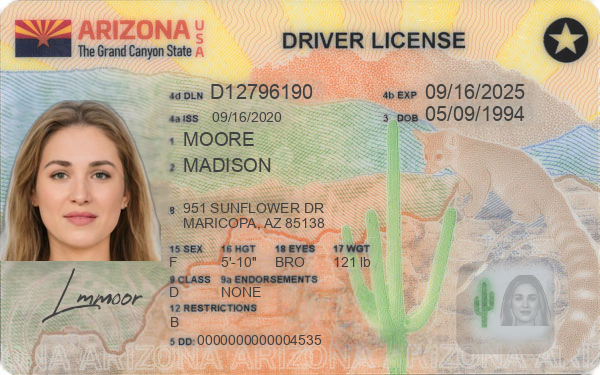 ARIZONA USA
The Grand Canyon State
DRIVER LICENSE
4d DLN D12796190
4b EXP 09/16/2025
4a ISS 09/16/2020
3 DOB 05/09/1994
1 MOORE
2 MADISON
8 951 SUNFLOWER DR
MARICOPA, AZ 85138
15 SEX 16 HGT 18 EYES 17 WGT
F 5'-10" BRO 121 lb
9 CLASS 9a ENDORSEMENTS
D NONE
12 RESTRICTIONS
B
5 DD: 0000000000004535
Lmmoor
ARIZONA ARIZONA ARIZONA